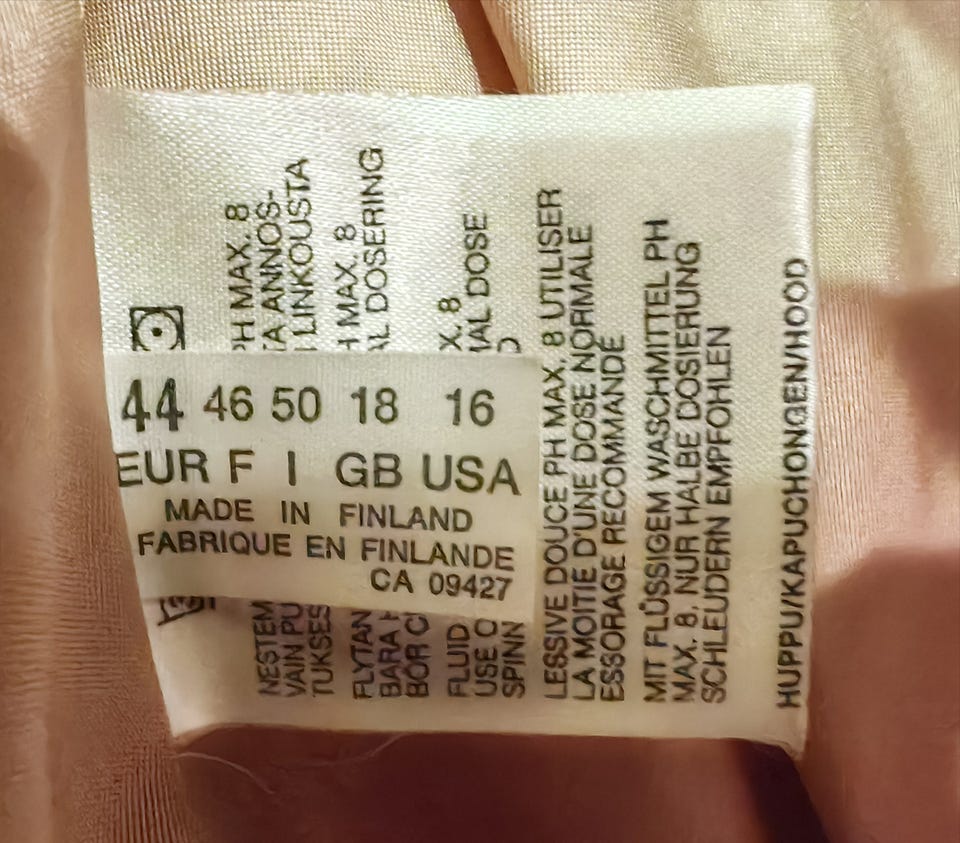 44 46 50 18 16
EUR F I GB USA
MADE IN FINLAND
FABRIQUE EN FINLANDE
CA 09427
NESTEM
VAIN PU
TUKSES
PH MAX. 8
A ANNOS-
LINKOUSTA
FLYTAN
BARA
BOR
MAX. 8
AL DOSERING
FLUID
USE
SPINN
X. 8
MAL DOSE
LESSIVE DOUCE PH MAX. 8 UTILISER
LA MOITIE D'UNE DOSE NORMALE
ESSORAGE RECOMMANDÉ
MIT FLÜSSIGEM WASCHMITTEL PH
MAX. 8. NUR HALBE DOSIERUNG
SCHLEUDERN EMPFOHLEN
HUPPU/KAPUCHONGEN/HOOD